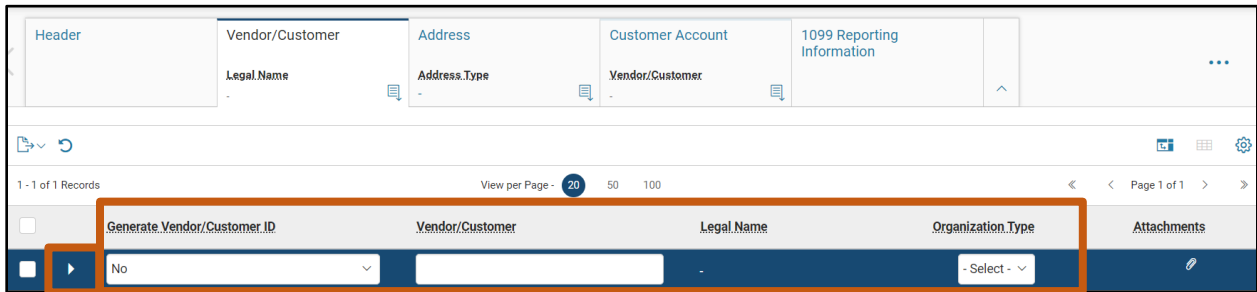 Header
Vendor/Customer
Legal Name
-
Address
Address Type
-
Customer Account
Vendor/Customer
-
1099 Reporting
Information
1 - 1 of 1 Records
View per Page - 20 50 100
Page 1 of 1
Generate Vendor/Customer ID Vendor/Customer Legal Name Organization Type Attachments
No - - Select -